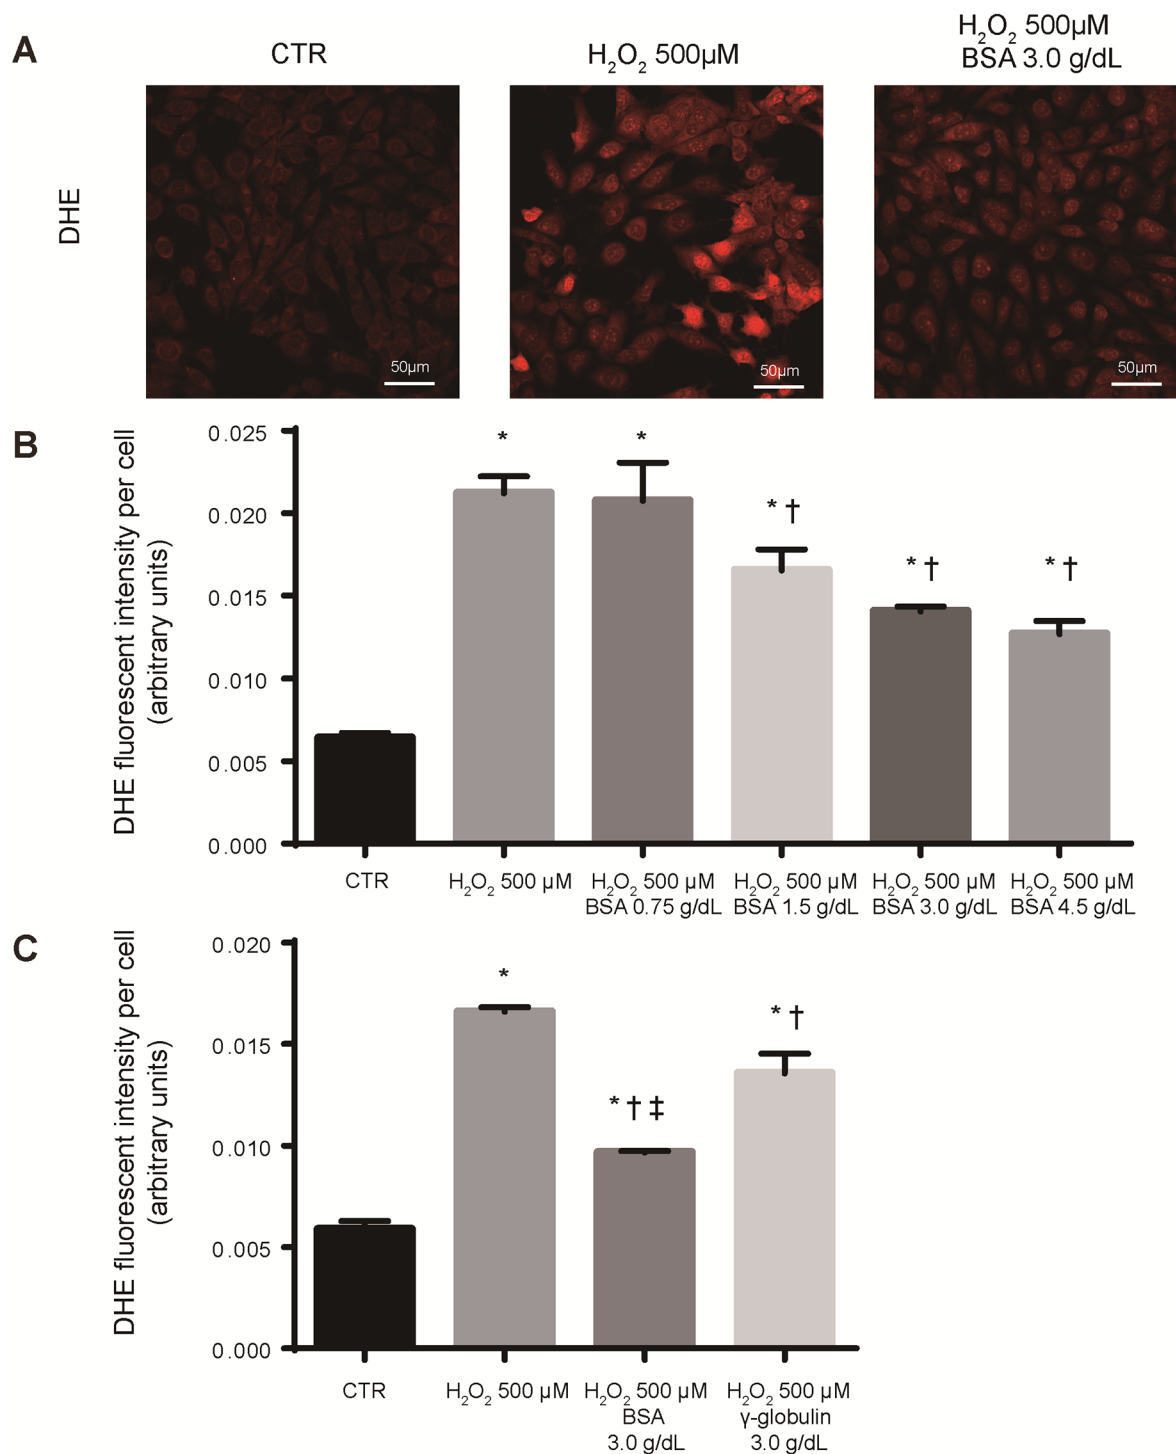 A
CTR
H₂O₂ 500µM
H₂O₂ 500µM
BSA 3.0 g/dL
DHE
50µm
50µm
50µm
B
DHE fluorescent intensity per cell
(arbitrary units)
0.025
0.020
0.015
0.010
0.005
0.000
*
*
* †
* †
* †
CTR
H₂O₂ 500 µM
H₂O₂ 500 µM
BSA 0.75 g/dL
H₂O₂ 500 µM
BSA 1.5 g/dL
H₂O₂ 500 µM
BSA 3.0 g/dL
H₂O₂ 500 µM
BSA 4.5 g/dL
C
DHE fluorescent intensity per cell
(arbitrary units)
0.020
0.015
0.010
0.005
0.000
*
* † ‡
* †
CTR
H₂O₂ 500 µM
H₂O₂ 500 µM
BSA
3.0 g/dL
H₂O₂ 500 µM
γ-globulin
3.0 g/dL